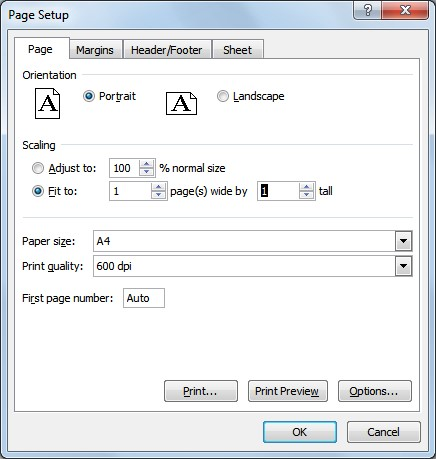 Page Setup
Page Margins Header/Footer Sheet
Orientation
A Portrait A Landscape
Scaling
Adjust to: 100 % normal size
Fit to: 1 page(s) wide by 1 tall
Paper size: A4
Print quality: 600 dpi
First page number: Auto
Print... Print Preview Options...
OK Cancel